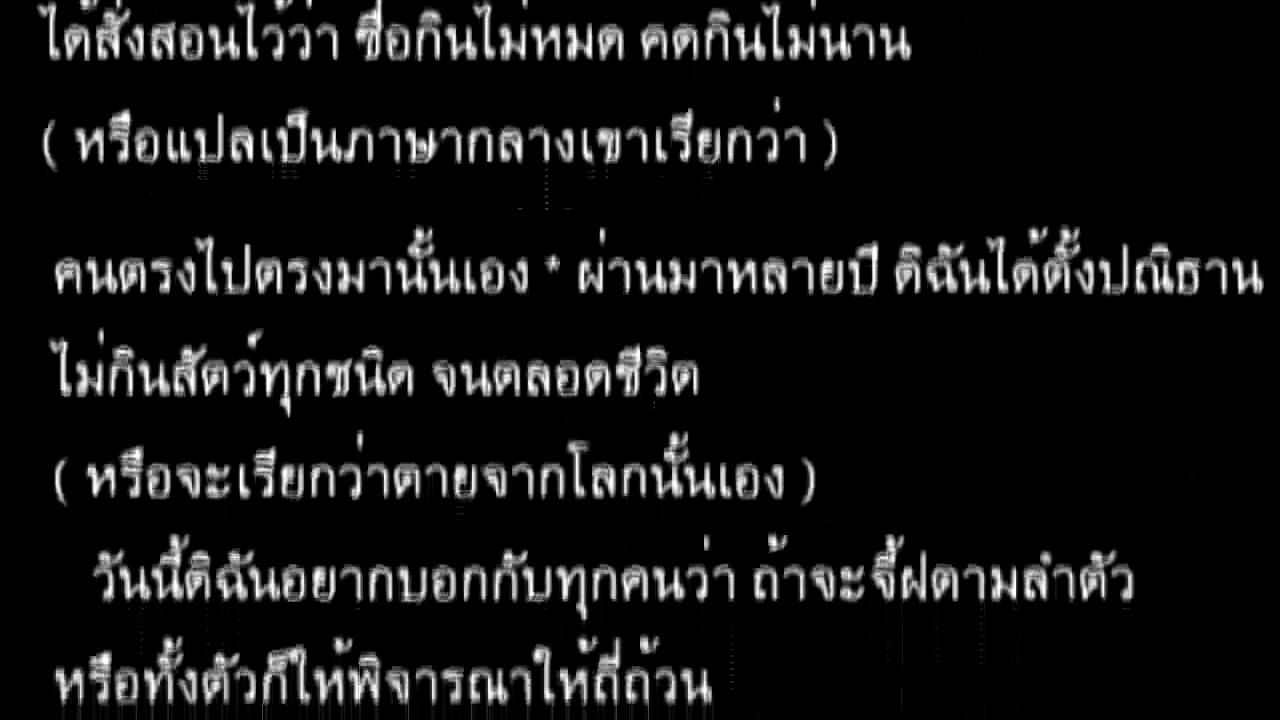 ได้สั่งสอนไว้ว่า ซื่อกินไม่หมด คดกินไม่นาน
( หรือแปลเป็นภาษากลางเขาเรียกว่า )
คนตรงไปตรงมานั้นเอง * ผ่านมาหลายปี ดิฉันได้ตั้งปณิธาน
ไม่กินสัตว์ทุกชนิด จนตลอดชีวิต
( หรือจะเรียกว่าตายจากโลกนั้นเอง )
วันนี้ดิฉันอยากบอกกับทุกคนว่า ถ้าจะจี้ฝตามลำตัว
หรือทั้งตัวก็ให้พิจารณาให้ถี่ถ้วน